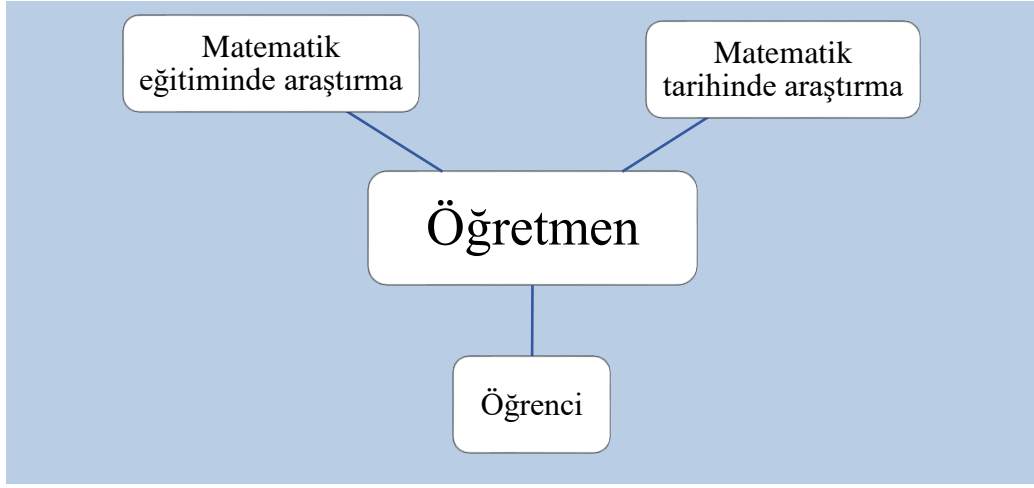 Matematik
eğitiminde araştırma
Matematik
tarihinde araştırma
Öğretmen
Öğrenci